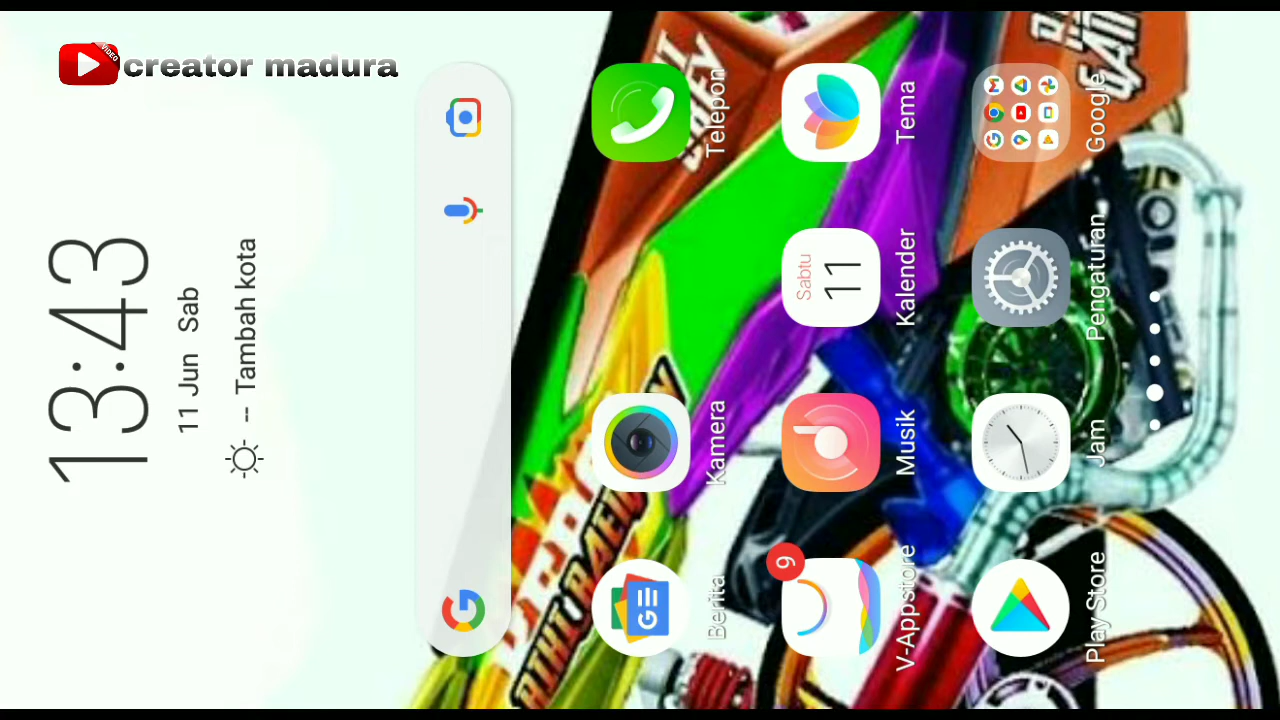 creator madura
VIDEO
13:43
11 Jun Sab
-- Tambah kota
Berita
Kamera
Telepon
9
V-Appstore
Musik
Sabtu
11
Kalender
Tema
Play Store
Jam
Pengaturan
Google